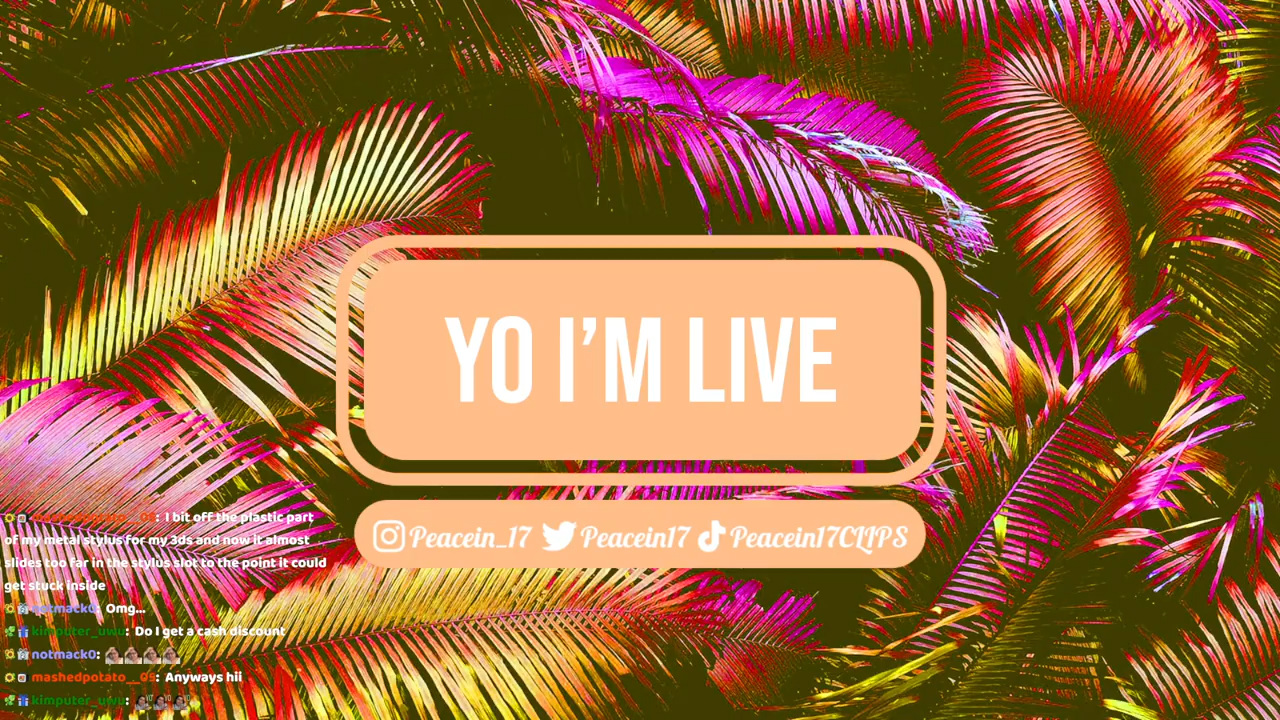 YO I'M LIVE
Peacein_17 Peacein17 Peacein17CLIPS
: I bit off the plastic part
of my metal stylus for my 3ds and now it almost
slides too far in the stylus slot to the point it could
get stuck inside
notmack0: Omg...
kimputer_uwu: Do I get a cash discount
notmack0:
mashedpotato__09: Anyways hii
kimputer_uwu: